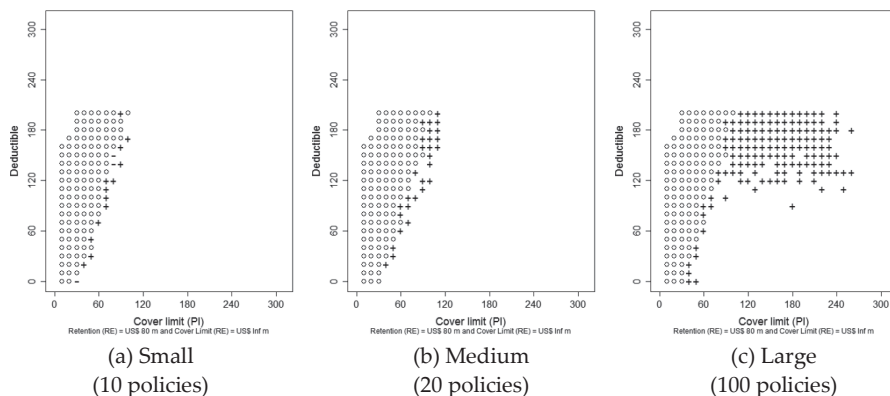 300
240
180
120
60
0
Deductible
0 60 120 180 240 300
Cover limit (PI)
Retention (RE) = US$ 80 m and Cover Limit (RE) = US$ Inf m
(a) Small
(10 policies)
300
240
180
120
60
0
Deductible
0 60 120 180 240 300
Cover limit (PI)
Retention (RE) = US$ 80 m and Cover Limit (RE) = US$ Inf m
(b) Medium
(20 policies)
300
240
180
120
60
0
Deductible
0 60 120 180 240 300
Cover limit (PI)
Retention (RE) = US$ 80 m and Cover Limit (RE) = US$ Inf m
(c) Large
(100 policies)